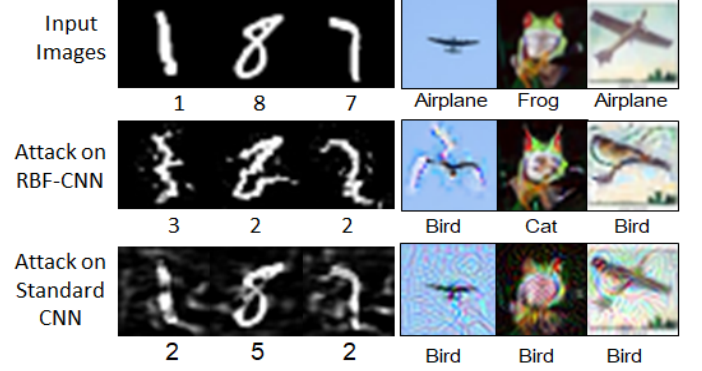 Input
Images
1 8 7 Airplane Frog Airplane
Attack on
RBF-CNN
3 2 2 Bird Cat Bird
Attack on
Standard
CNN
2 5 2 Bird Bird Bird